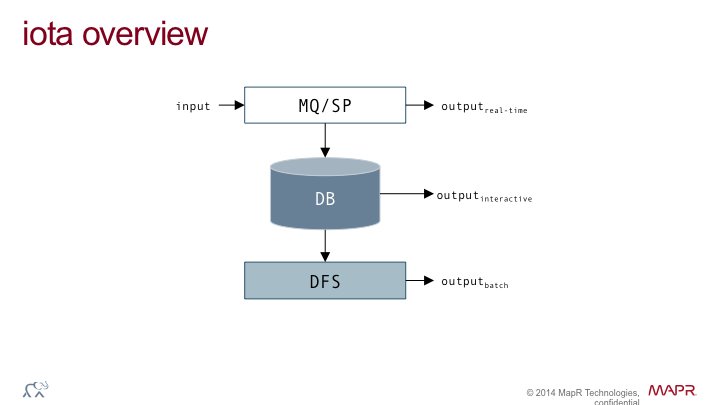 iota overview
input
MQ/SP
output real-time
DB
output interactive
DFS
output batch
© 2014 MapR Technologies,
confidential
MAPR